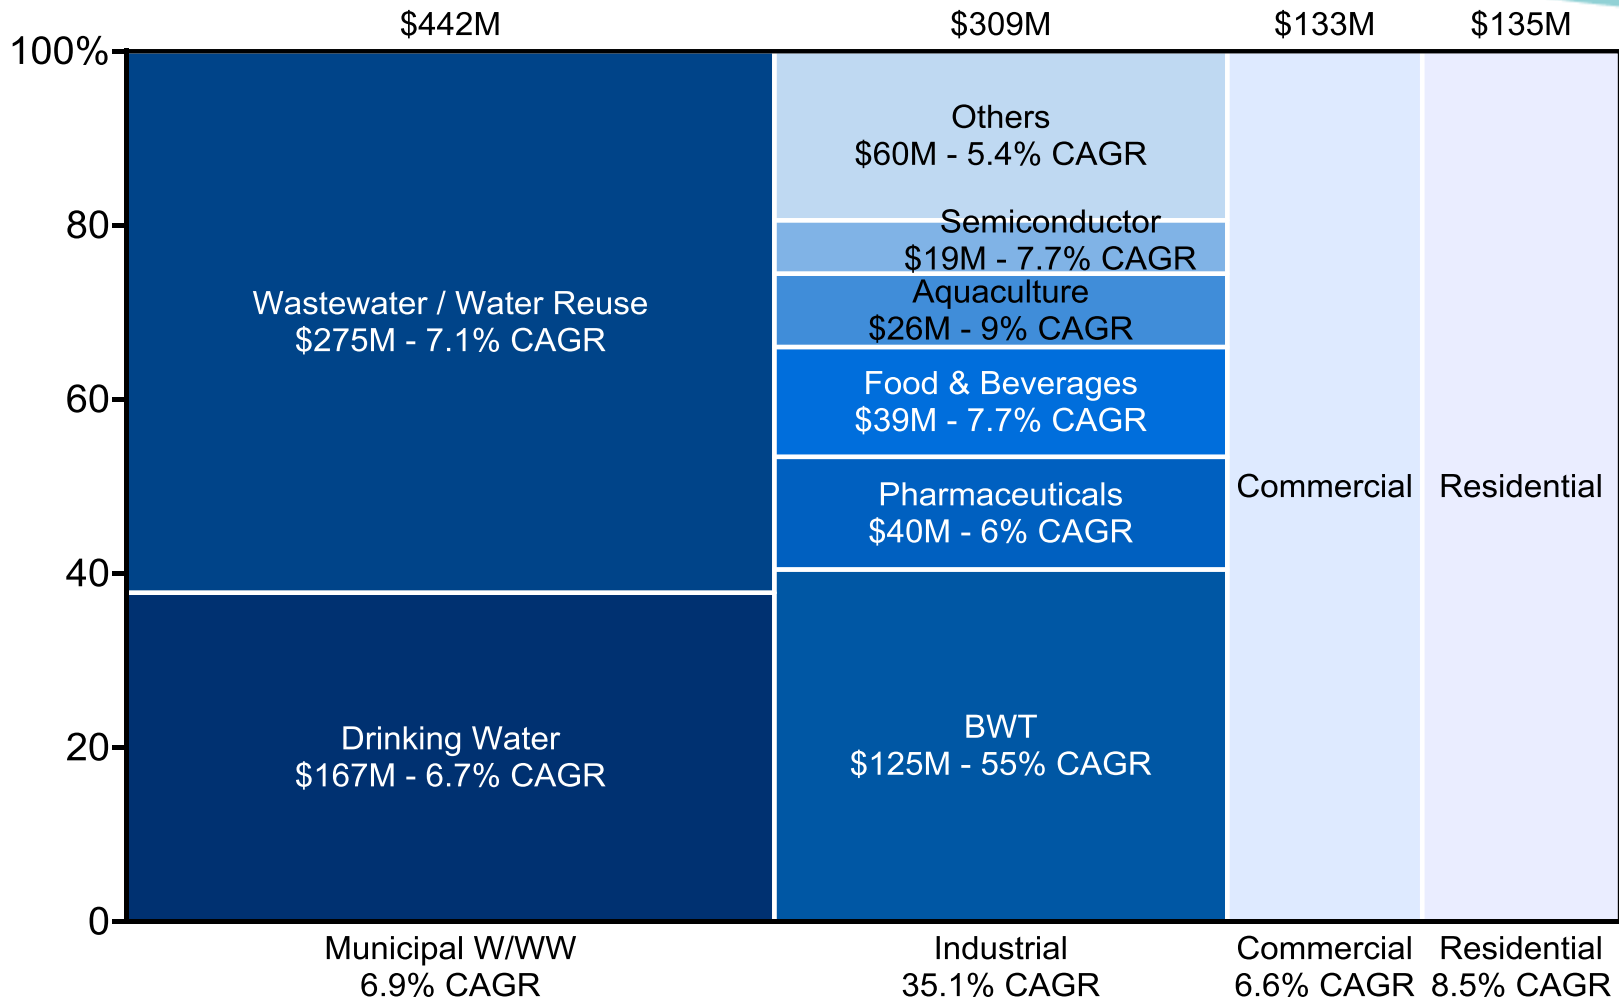 $442M
$309M
$133M
$135M
100%
80
60
40
20
0
Wastewater / Water Reuse
$275M - 7.1% CAGR
Drinking Water
$167M - 6.7% CAGR
Others
$60M - 5.4% CAGR
Semiconductor
$19M - 7.7% CAGR
Aquaculture
$26M - 9% CAGR
Food & Beverages
$39M - 7.7% CAGR
Pharmaceuticals
$40M - 6% CAGR
BWT
$125M - 55% CAGR
Commercial
Residential
Municipal W/WW
6.9% CAGR
Industrial
35.1% CAGR
Commercial
6.6% CAGR
Residential
8.5% CAGR